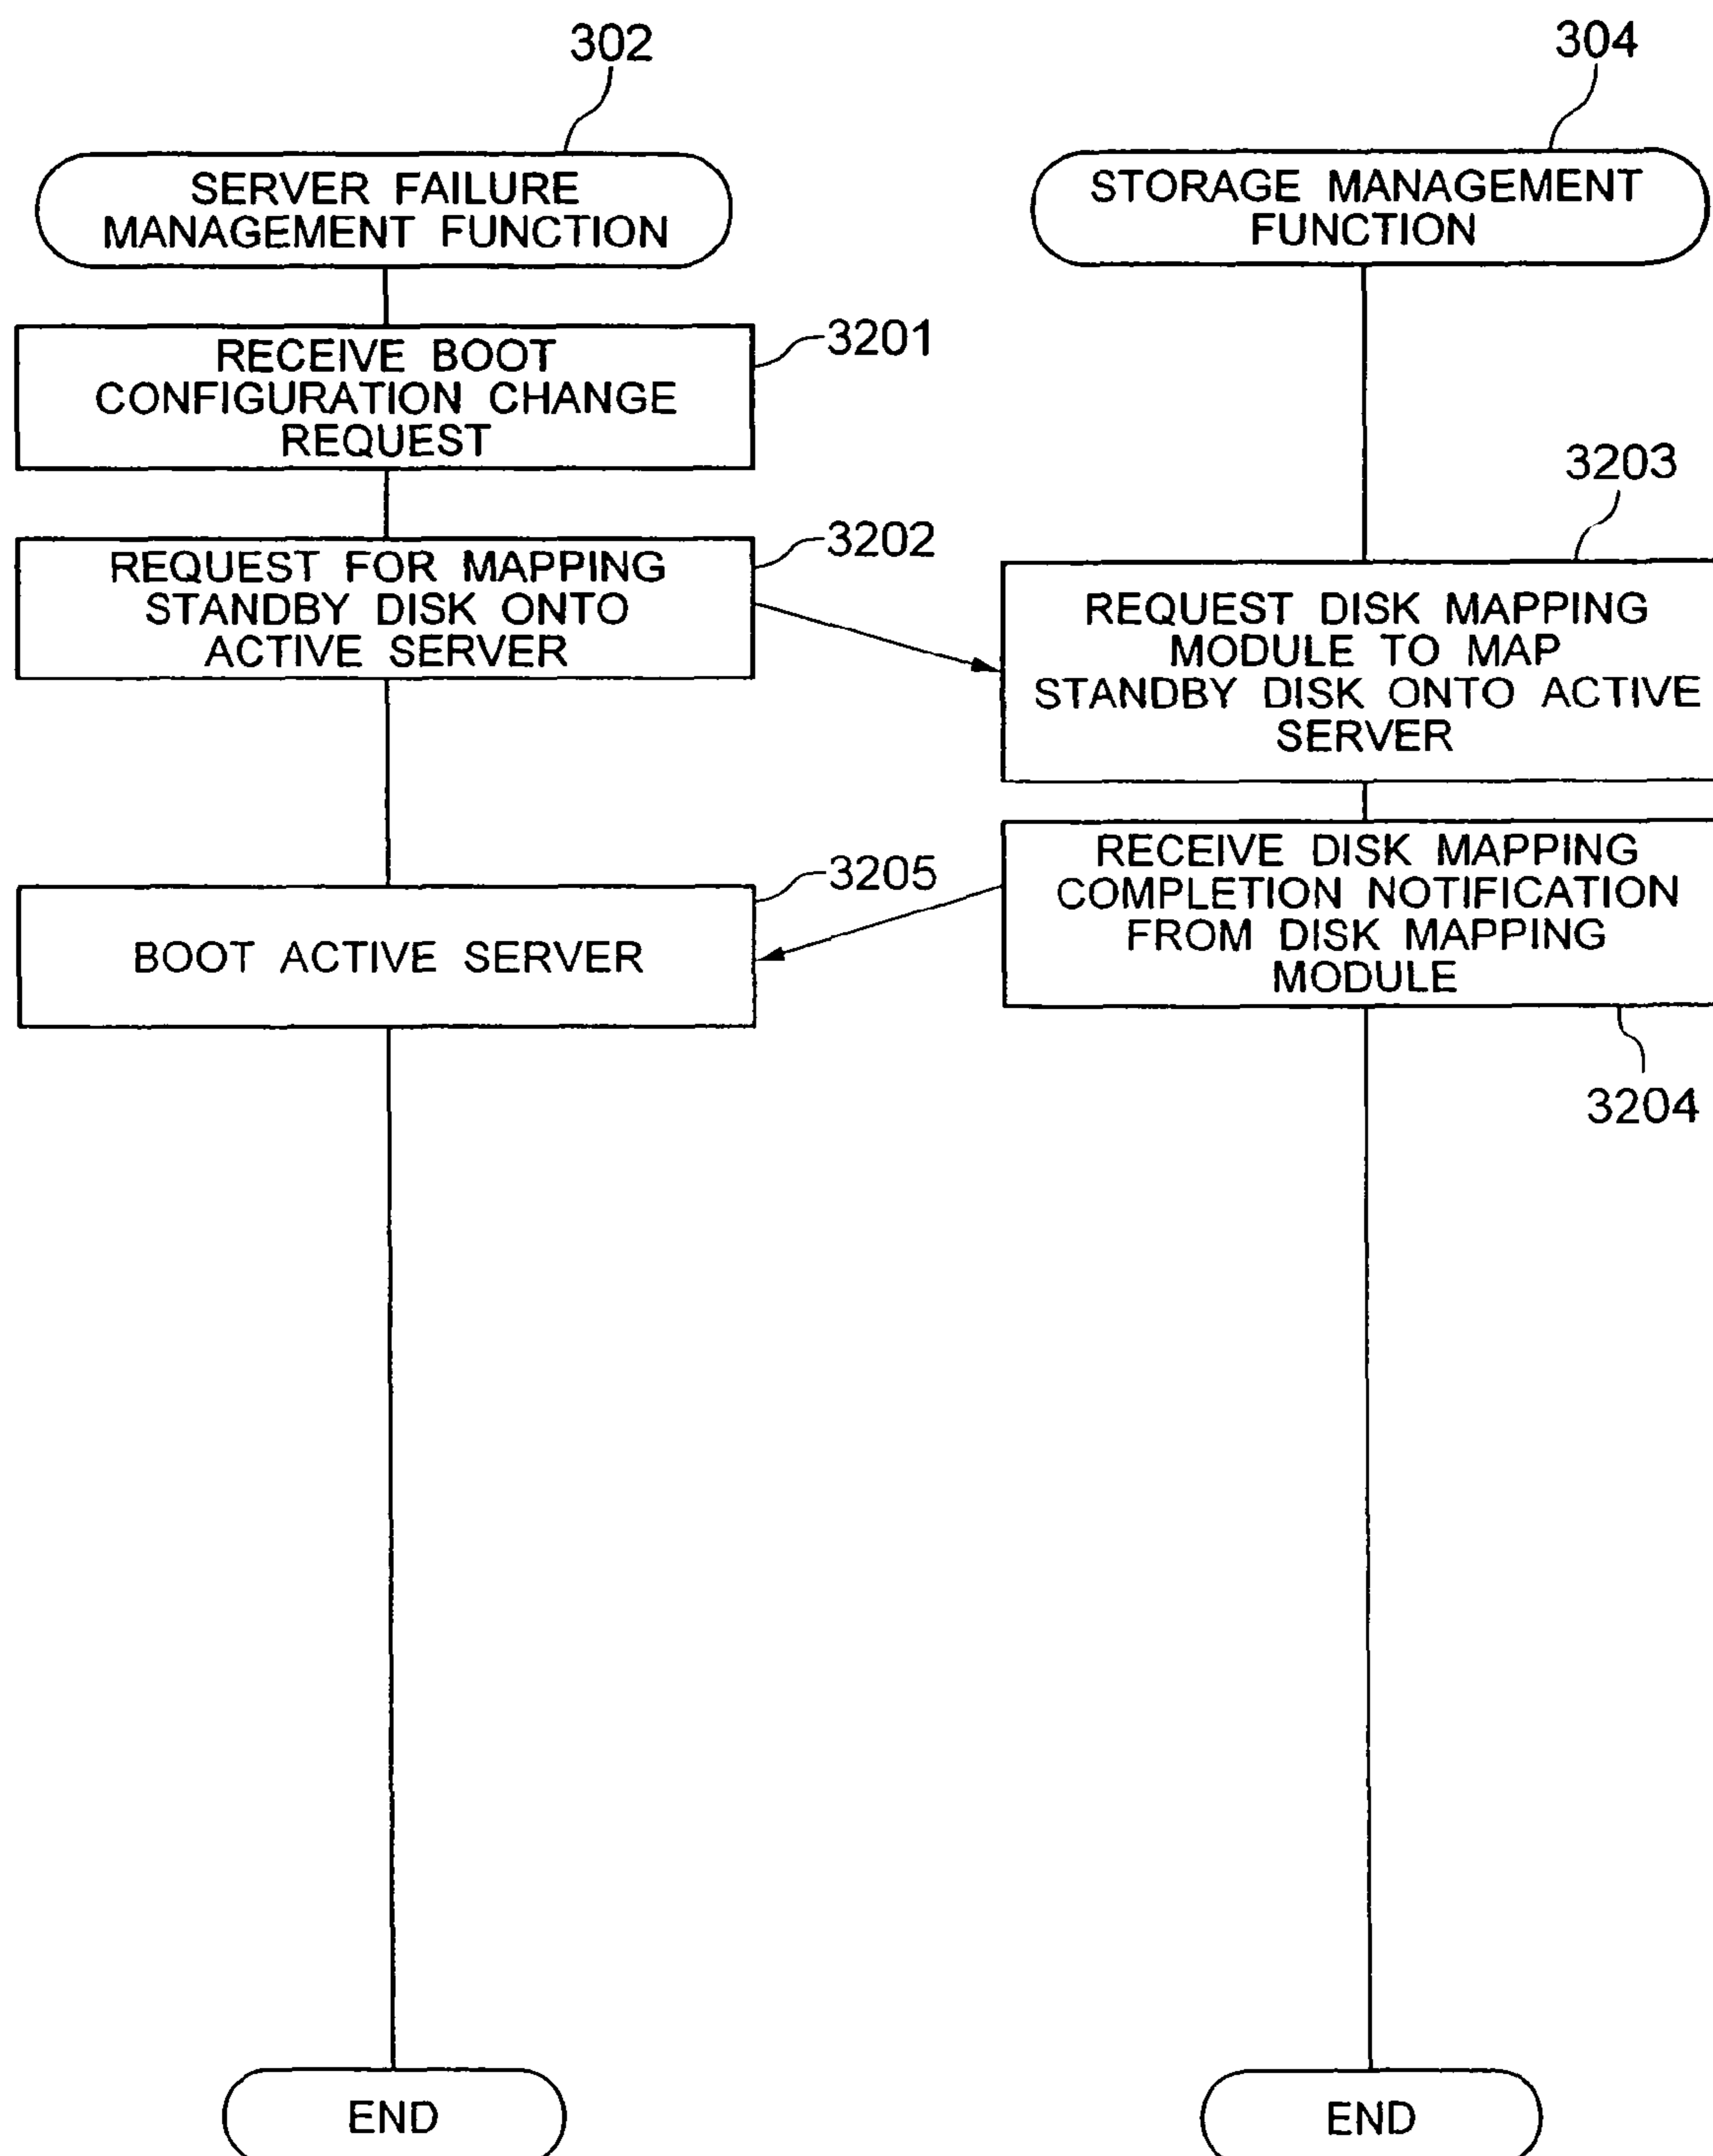 302
SERVER FAILURE
MANAGEMENT FUNCTION
304
STORAGE MANAGEMENT
FUNCTION
RECEIVE BOOT
CONFIGURATION CHANGE
REQUEST
3201
REQUEST FOR MAPPING
STANDBY DISK ONTO
ACTIVE SERVER
3202
3203
REQUEST DISK MAPPING
MODULE TO MAP
STANDBY DISK ONTO ACTIVE
SERVER
RECEIVE DISK MAPPING
COMPLETION NOTIFICATION
FROM DISK MAPPING
MODULE
3204
3205
BOOT ACTIVE SERVER
END
END